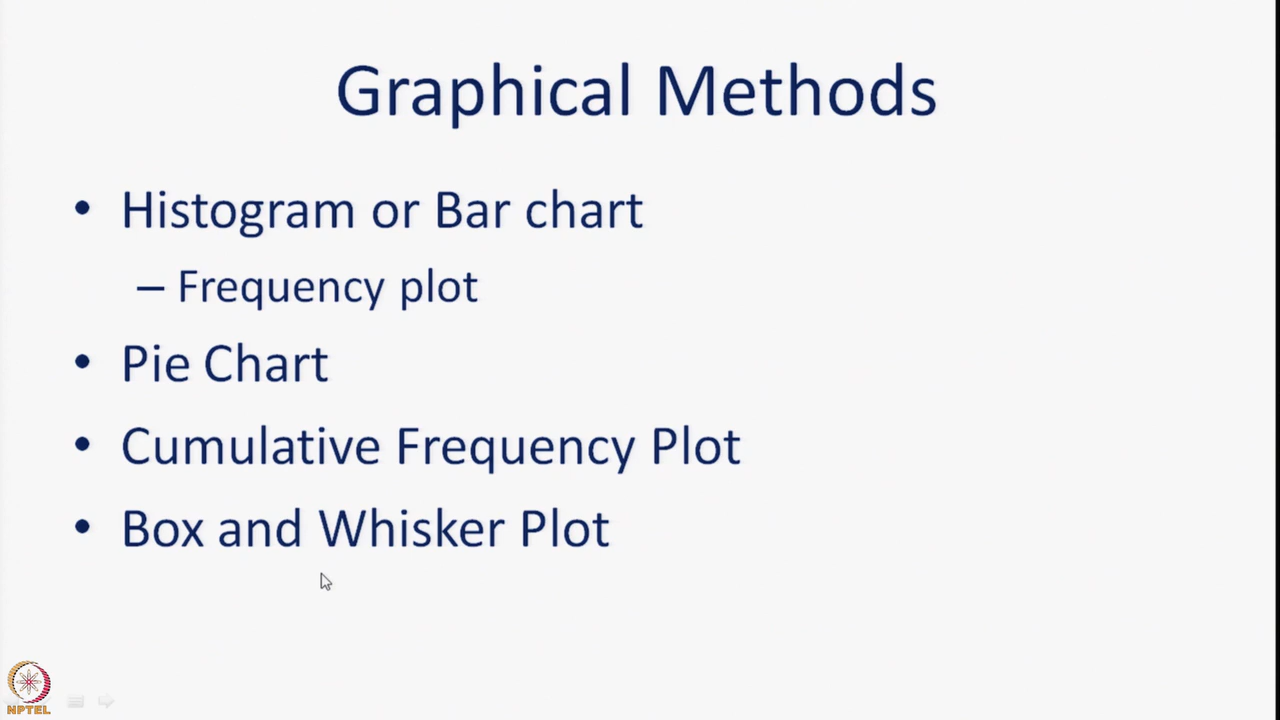 Graphical Methods
• Histogram or Bar chart
– Frequency plot
• Pie Chart
• Cumulative Frequency Plot
• Box and Whisker Plot
NPTEL